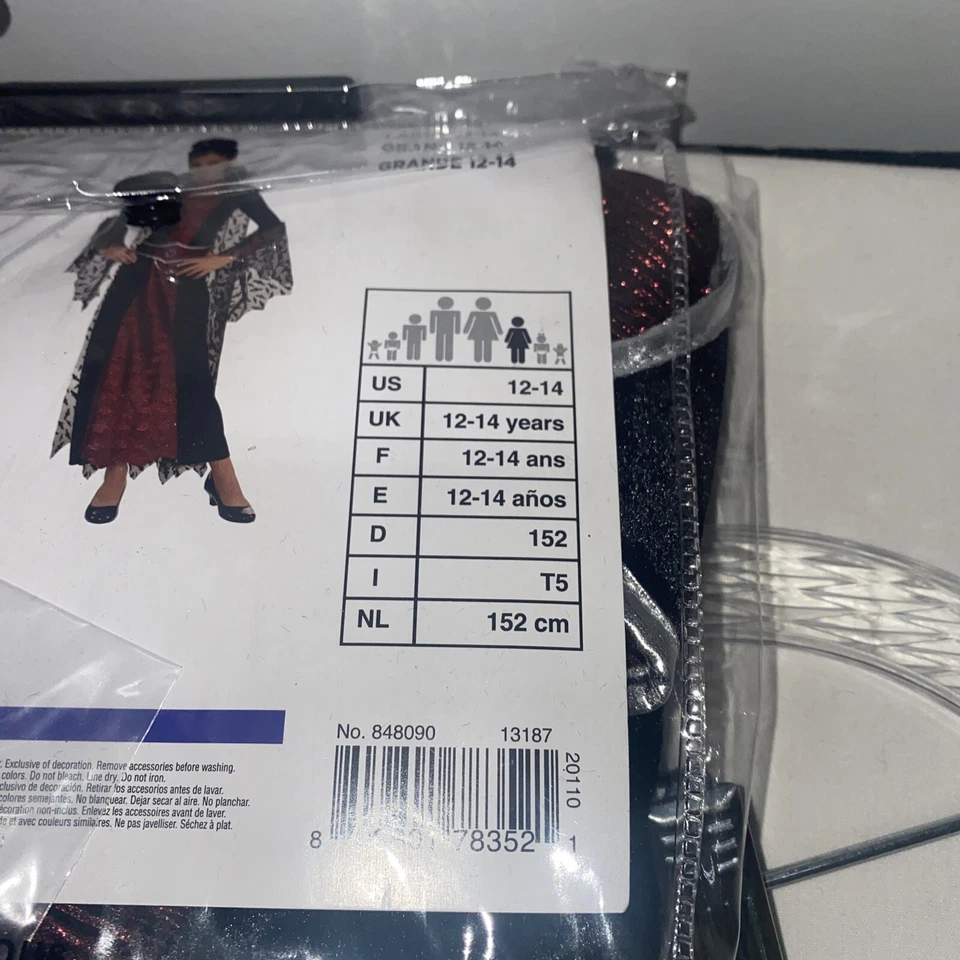 GRANDE 12-14
US 12-14
UK 12-14 years
F 12-14 ans
E 12-14 años
D 152
I T5
NL 152 cm
No. 848090 13187
20110
8 78352 1
Exclusive of decoration. Remove accessories before washing.
colors. Do not bleach. Line dry. Do not iron.
clusivo de decoración. Retirar los accesorios antes de lavar.
colores semejantes. No blanquear. Dejar secar al aire. No planchar.
écoration non-inclus. Enlevez les accessoires avant de laver.
et avec couleurs similaires. Ne pas javelliser. Séchez à plat.